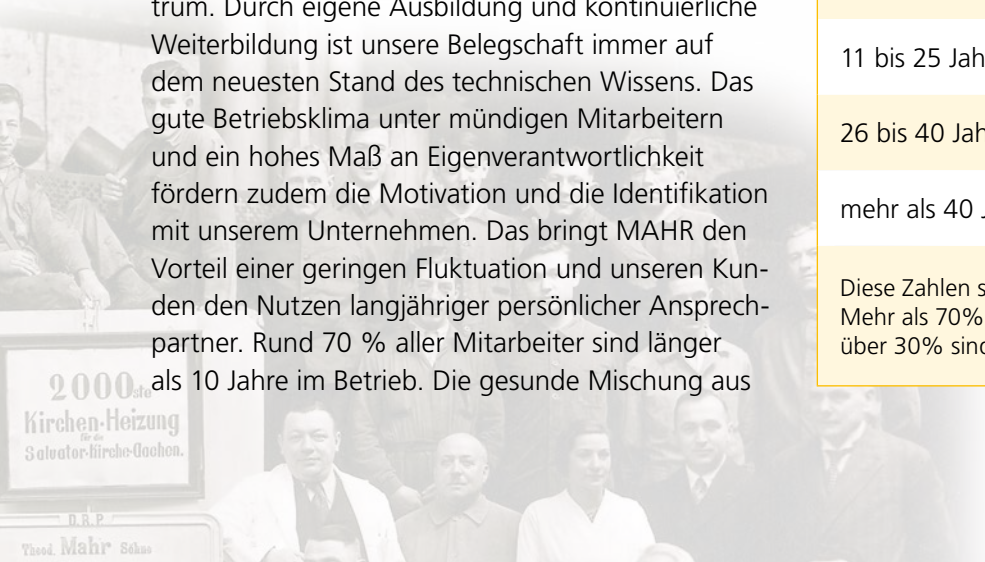 trum. Durch eigene Ausbildung und kontinuierliche
Weiterbildung ist unsere Belegschaft immer auf
dem neuesten Stand des technischen Wissens. Das
gute Betriebsklima unter mündigen Mitarbeitern
und ein hohes Maß an Eigenverantwortlichkeit
fördern zudem die Motivation und die Identifikation
mit unserem Unternehmen. Das bringt MAHR den
Vorteil einer geringen Fluktuation und unseren Kun-
den den Nutzen langjähriger persönlicher Ansprech-
partner. Rund 70 % aller Mitarbeiter sind länger
als 10 Jahre im Betrieb. Die gesunde Mischung aus
11 bis 25 Jah
26 bis 40 Jah
mehr als 40 J
Diese Zahlen s
Mehr als 70%
über 30% sind
2000ste
Kirchen-Heizung
für die
Salvator-Kirche-Aachen.
D.R.P
Theod. Mahr Söhne